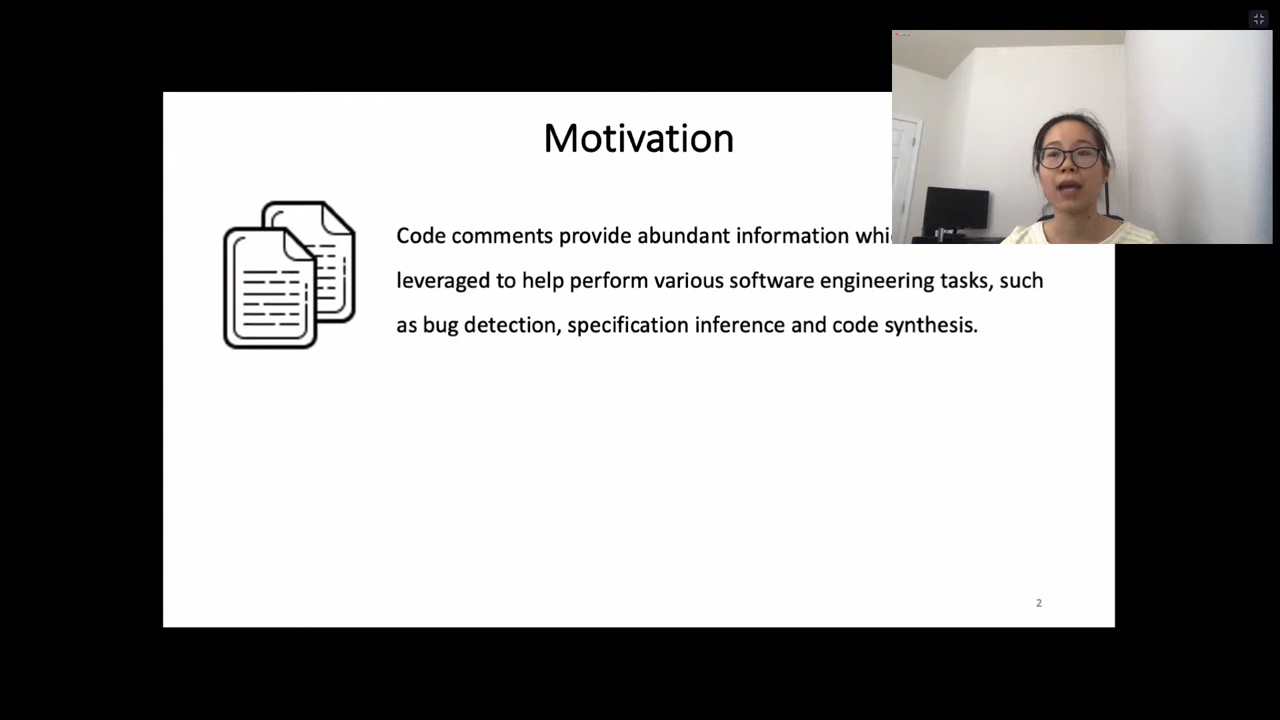 Motivation
Code comments provide abundant information
leveraged to help perform various software engineering tasks, such
as bug detection, specification inference and code synthesis.
2